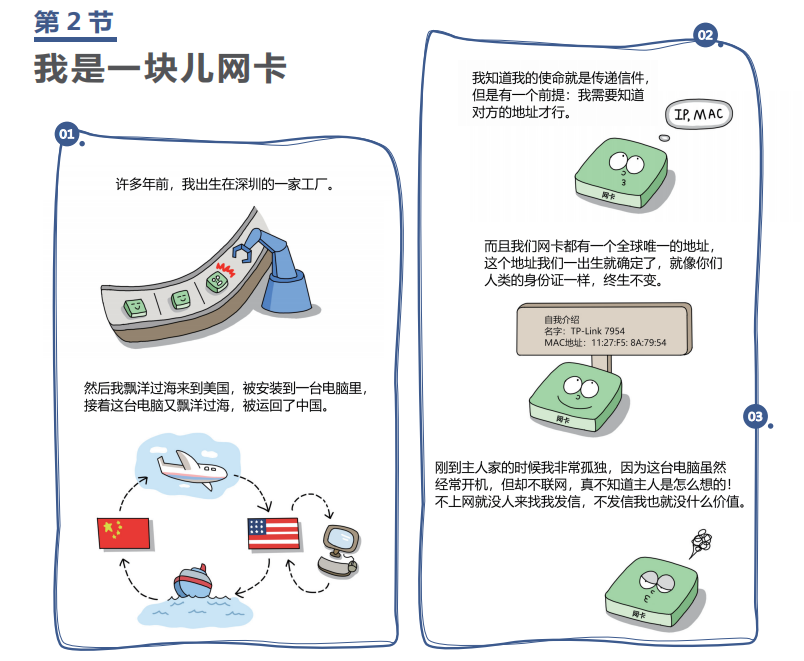 第 2 节
我是一块儿网卡
01
许多年前，我出生在深圳的一家工厂。
然后我飘洋过海来到美国，被安装到一台电脑里，
接着这台电脑又飘洋过海，被运回了中国。
02
我知道我的使命就是传递信件，
但是有一个前提：我需要知道
对方的地址才行。
IP, MAC
网卡
而且我们网卡都有一个全球唯一的地址，
这个地址我们一出生就确定了，就像你们
人类的身份证一样，终生不变。
自我介绍
名字：TP-Link 7954
MAC地址：11:27:F5: 8A:79:54
网卡
03
刚到主人家的时候我非常孤独，因为这台电脑虽然
经常开机，但却不联网，真不知道主人是怎么想的！
不上网就没人来找我发信，不发信我也就没什么价值。
网卡